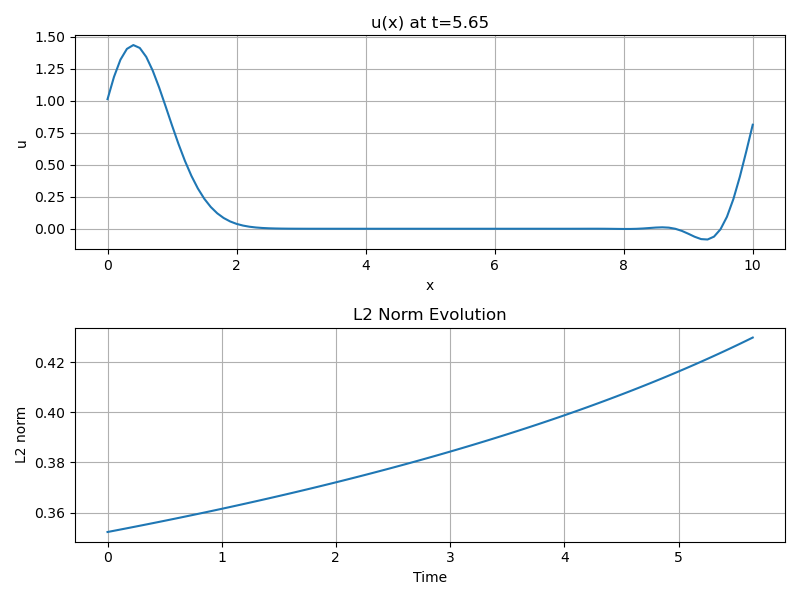 u(x) at t=5.65
1.50
1.25
1.00
0.75
0.50
0.25
0.00
u
0 2 4 6 8 10
x
L2 Norm Evolution
0.42
0.40
0.38
0.36
L2 norm
0 1 2 3 4 5
Time